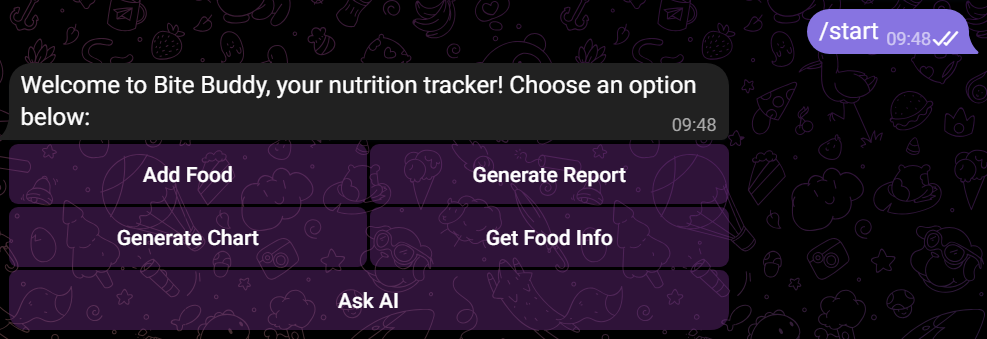 /start 09:48
Welcome to Bite Buddy, your nutrition tracker! Choose an option
below:
09:48
Add Food
Generate Report
Generate Chart
Get Food Info
Ask AI